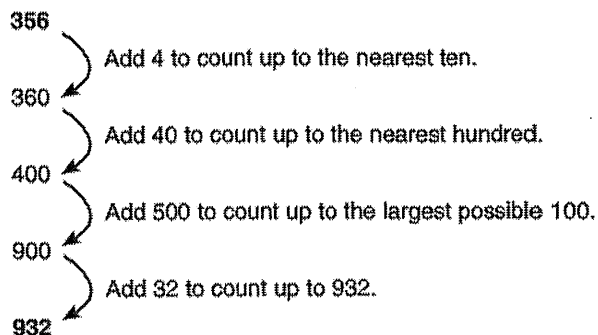 356
Add 4 to count up to the nearest ten.
360
Add 40 to count up to the nearest hundred.
400
Add 500 to count up to the largest possible 100.
900
Add 32 to count up to 932.
932